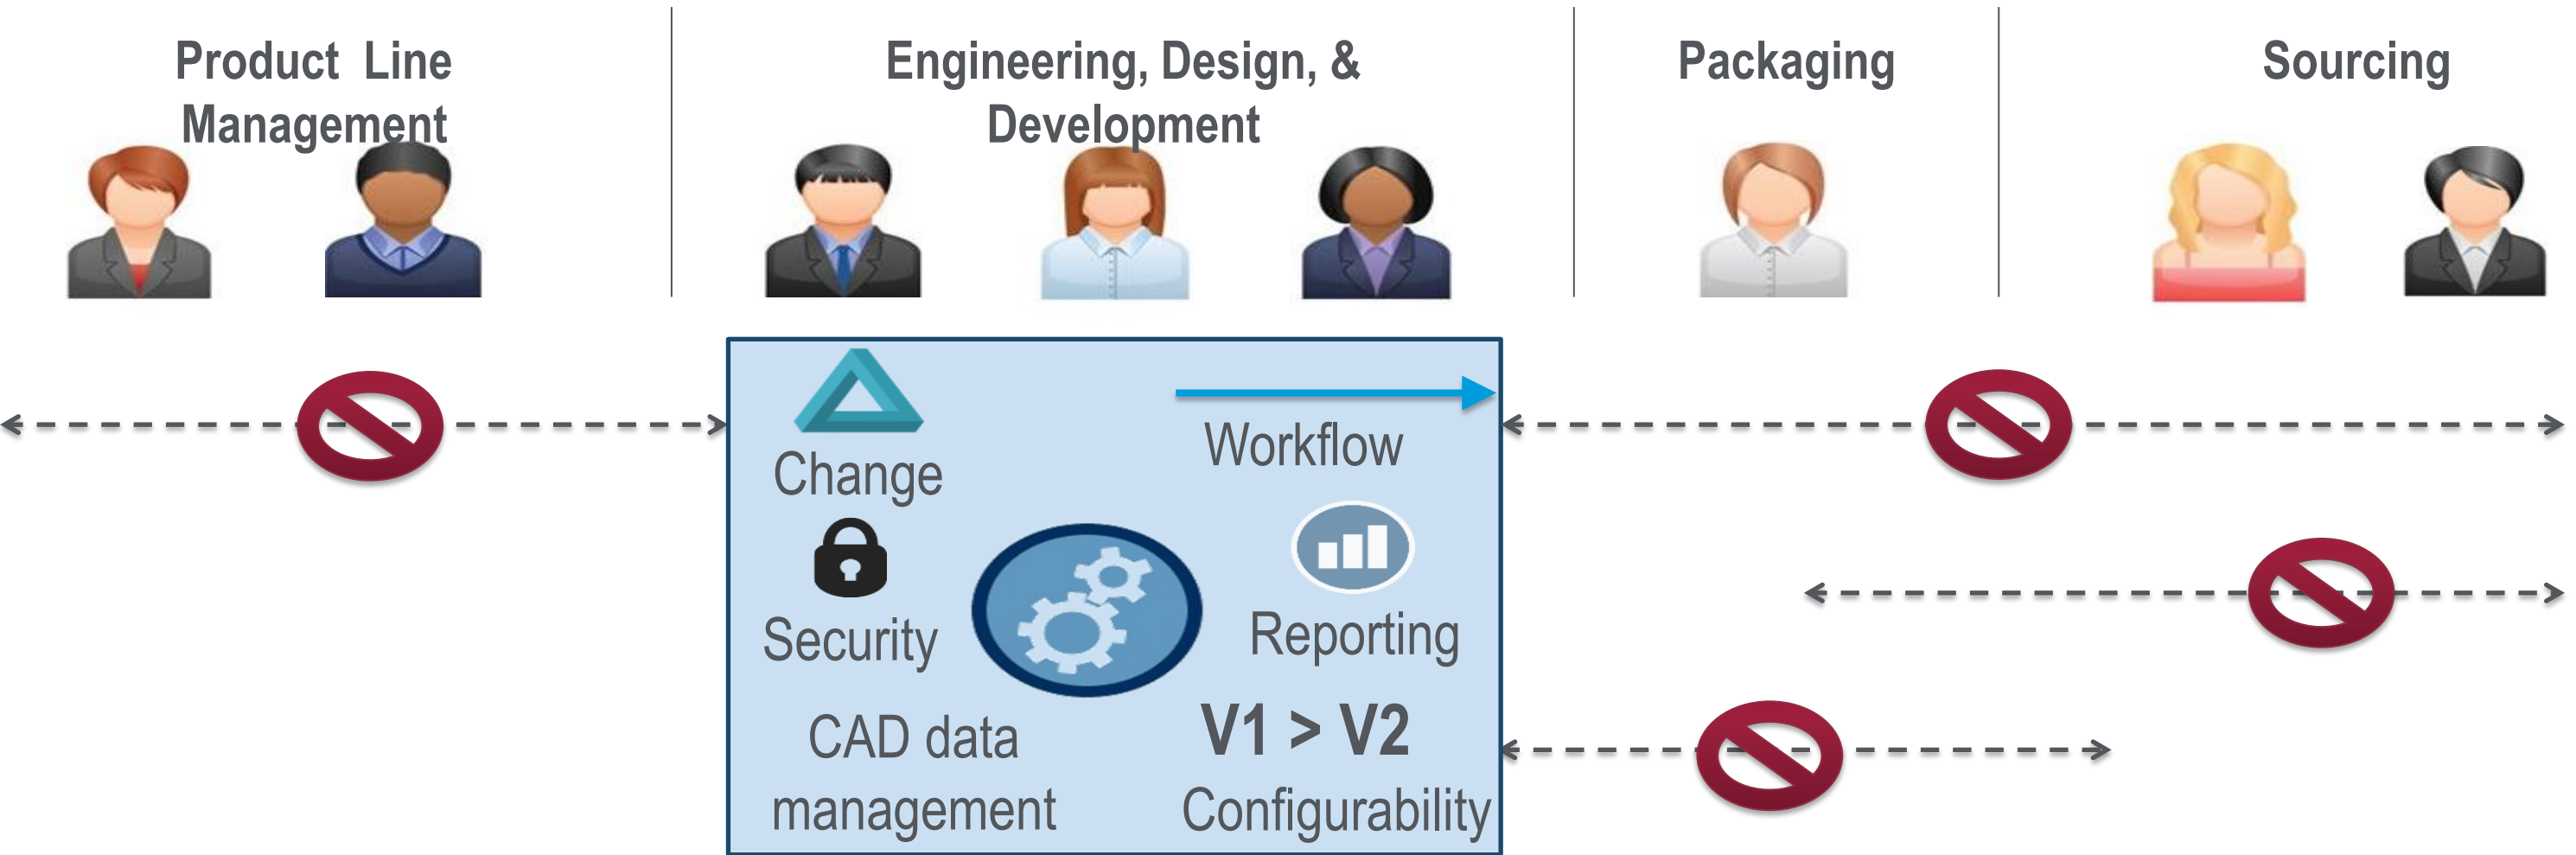 Product Line
Management
Engineering, Design, &
Development
Packaging
Sourcing
Change
Workflow
Security
Reporting
CAD data
management
V1 > V2
Configurability